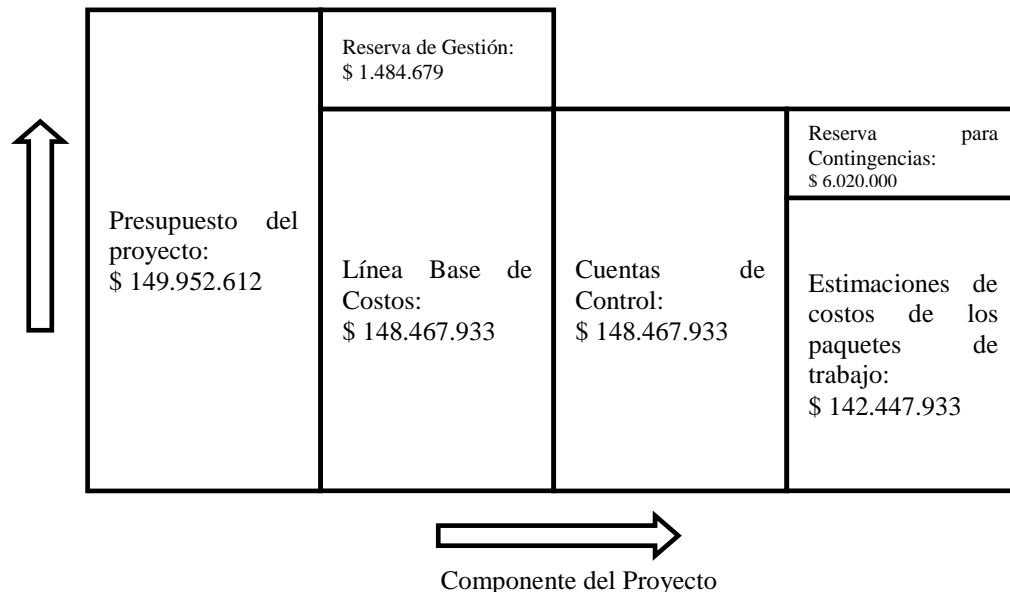 Presupuesto del
proyecto:
$ 149.952.612
Reserva de Gestión:
$ 1.484.679
Línea Base de
Costos:
$ 148.467.933
Cuentas de
Control:
$ 148.467.933
Reserva para
Contingencias:
$ 6.020.000
Estimaciones de
costos de los
paquetes de
trabajo:
$ 142.447.933
Componente del Proyecto